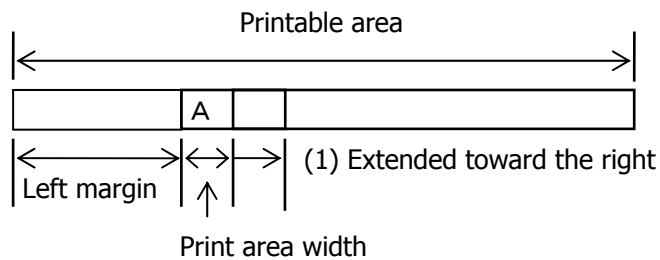 Printable area
A
(1) Extended toward the right
Left margin
Print area width